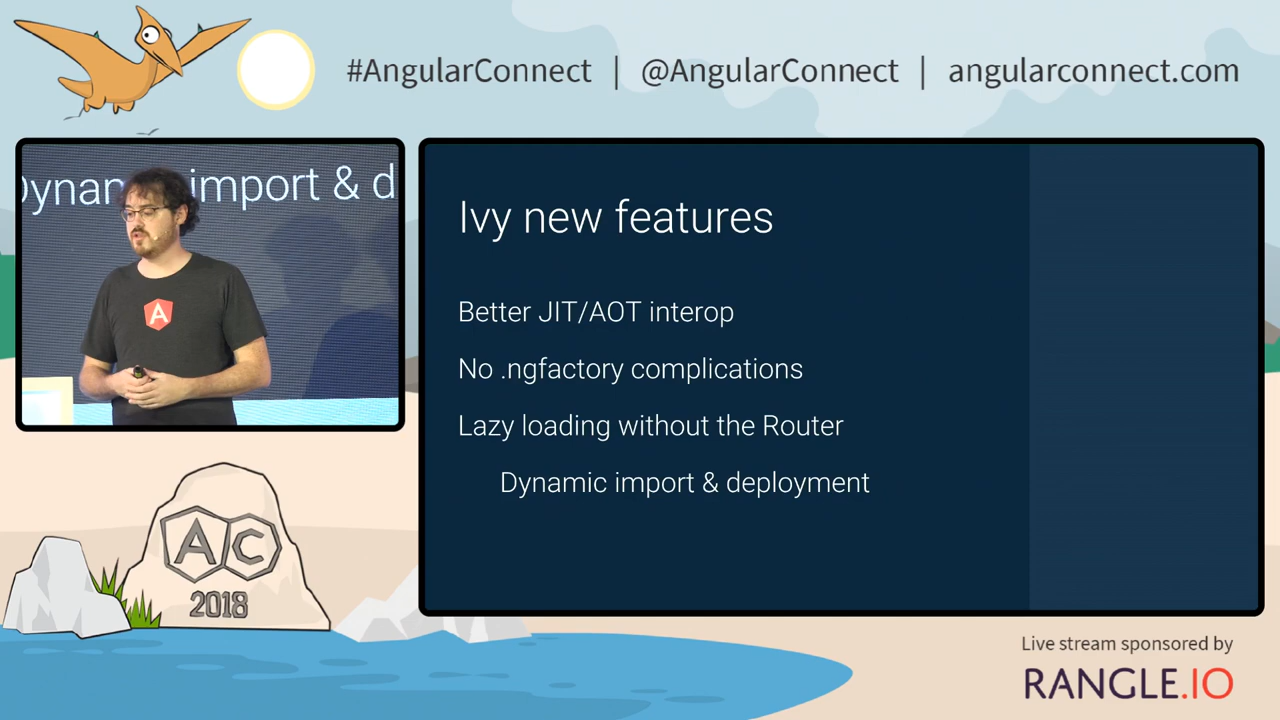 #AngularConnect | @AngularConnect | angularconnect.com
Dynam import & d
A
Ivy new features
Better JIT/AOT interop
No .ngfactory complications
Lazy loading without the Router
Dynamic import & deployment
AC
2018
Live stream sponsored by
RANGLE.IO